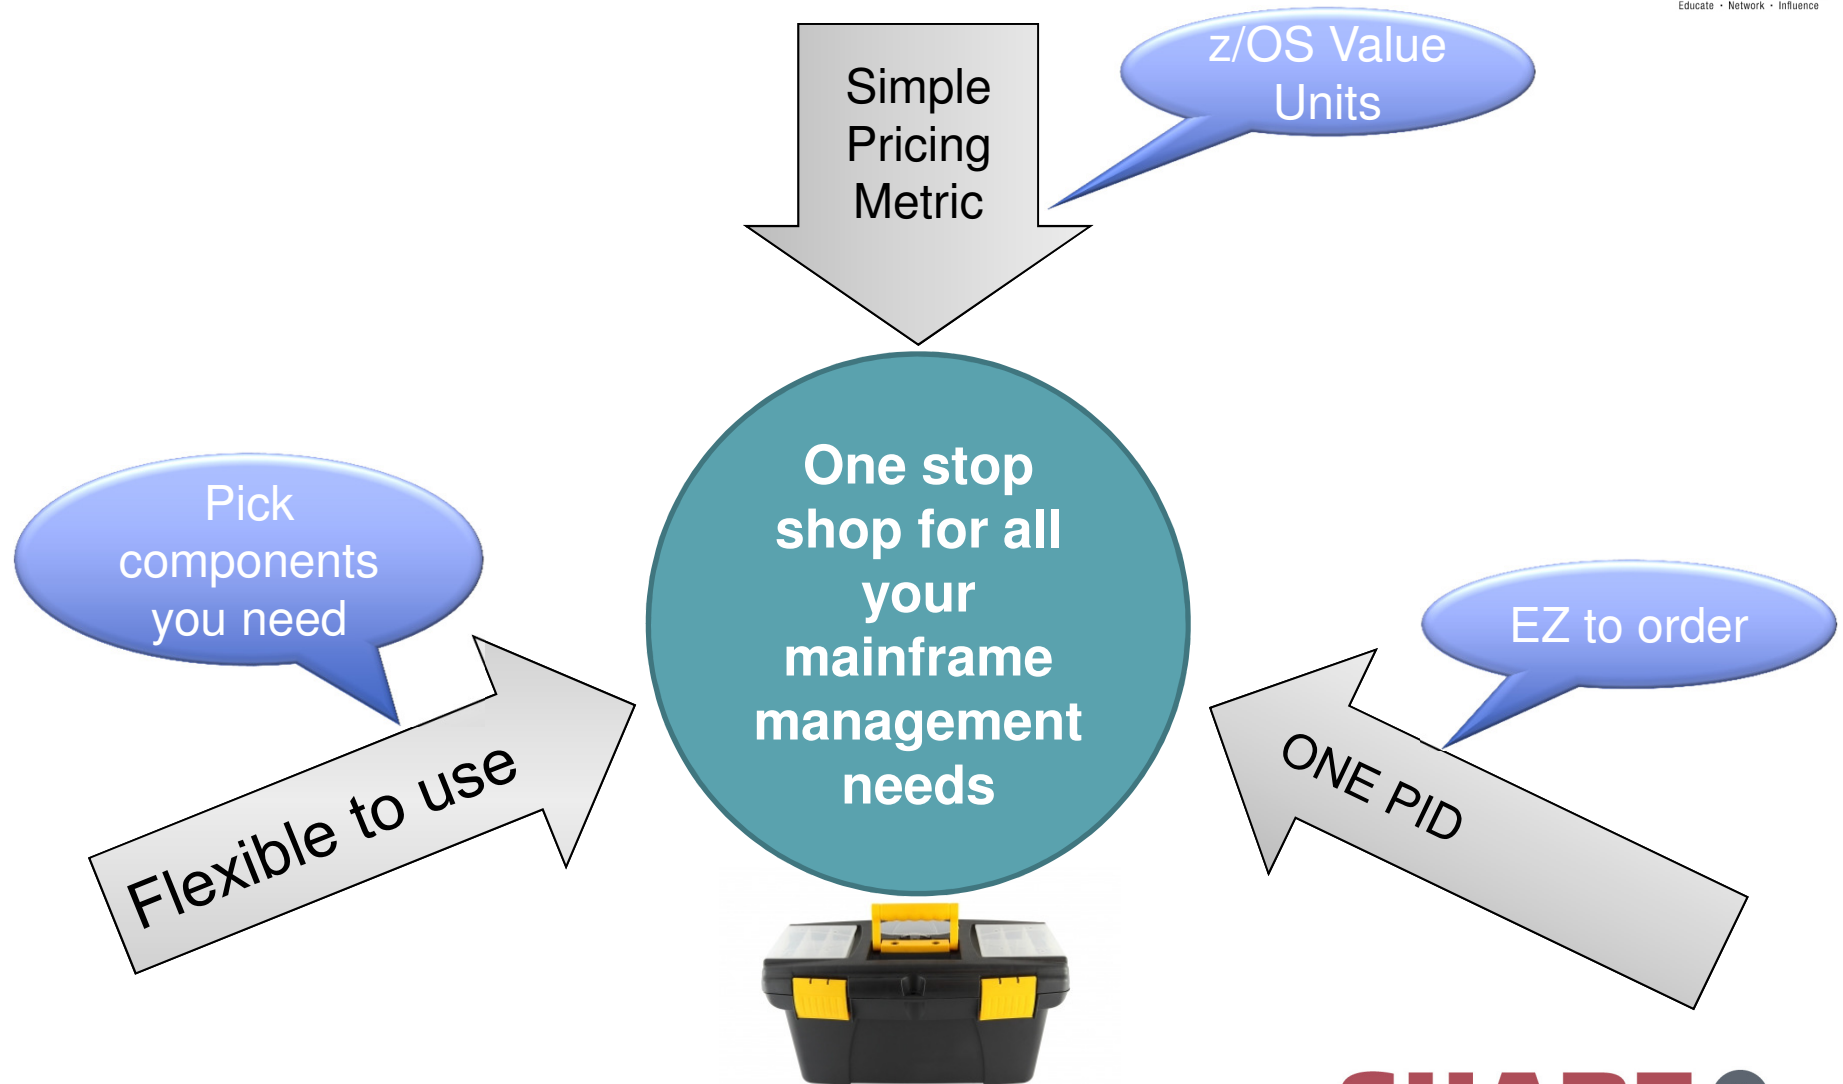 Educate · Network · Influence
z/OS Value
Units
Simple
Pricing
Metric
One stop
shop for all
your
mainframe
management
needs
Pick
components
you need
Flexible to use
EZ to order
ONE PID